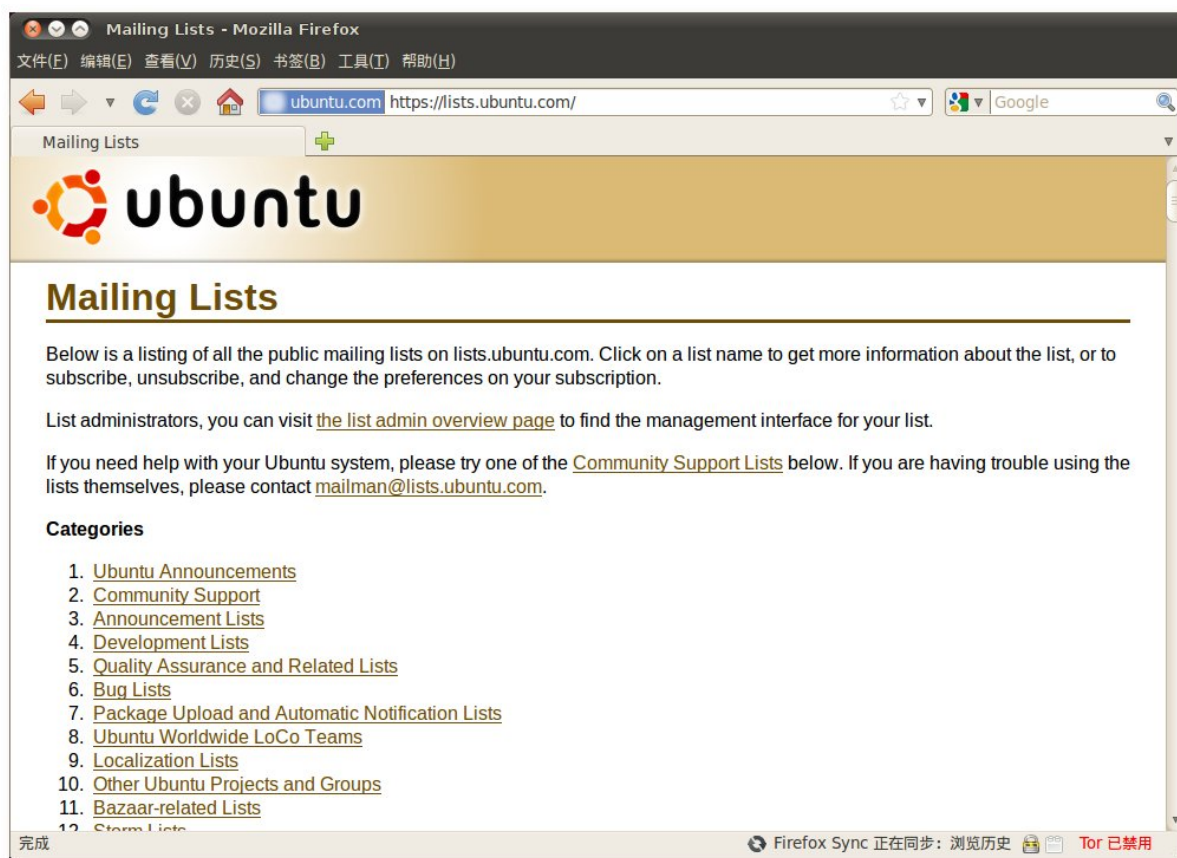 Mailing Lists - Mozilla Firefox
文件(F) 编辑(E) 查看(V) 历史(S) 书签(B) 工具(T) 帮助(H)
ubuntu.com https://lists.ubuntu.com/ Google
Mailing Lists
ubuntu
Mailing Lists
Below is a listing of all the public mailing lists on lists.ubuntu.com. Click on a list name to get more information about the list, or to
subscribe, unsubscribe, and change the preferences on your subscription.
List administrators, you can visit the list admin overview page to find the management interface for your list.
If you need help with your Ubuntu system, please try one of the Community Support Lists below. If you are having trouble using the
lists themselves, please contact mailman@lists.ubuntu.com.
Categories
1. Ubuntu Announcements
2. Community Support
3. Announcement Lists
4. Development Lists
5. Quality Assurance and Related Lists
6. Bug Lists
7. Package Upload and Automatic Notification Lists
8. Ubuntu Worldwide LoCo Teams
9. Localization Lists
10. Other Ubuntu Projects and Groups
11. Bazaar-related Lists
12. Storm Lists
完成 Firefox Sync 正在同步：浏览历史 Tor 已禁用